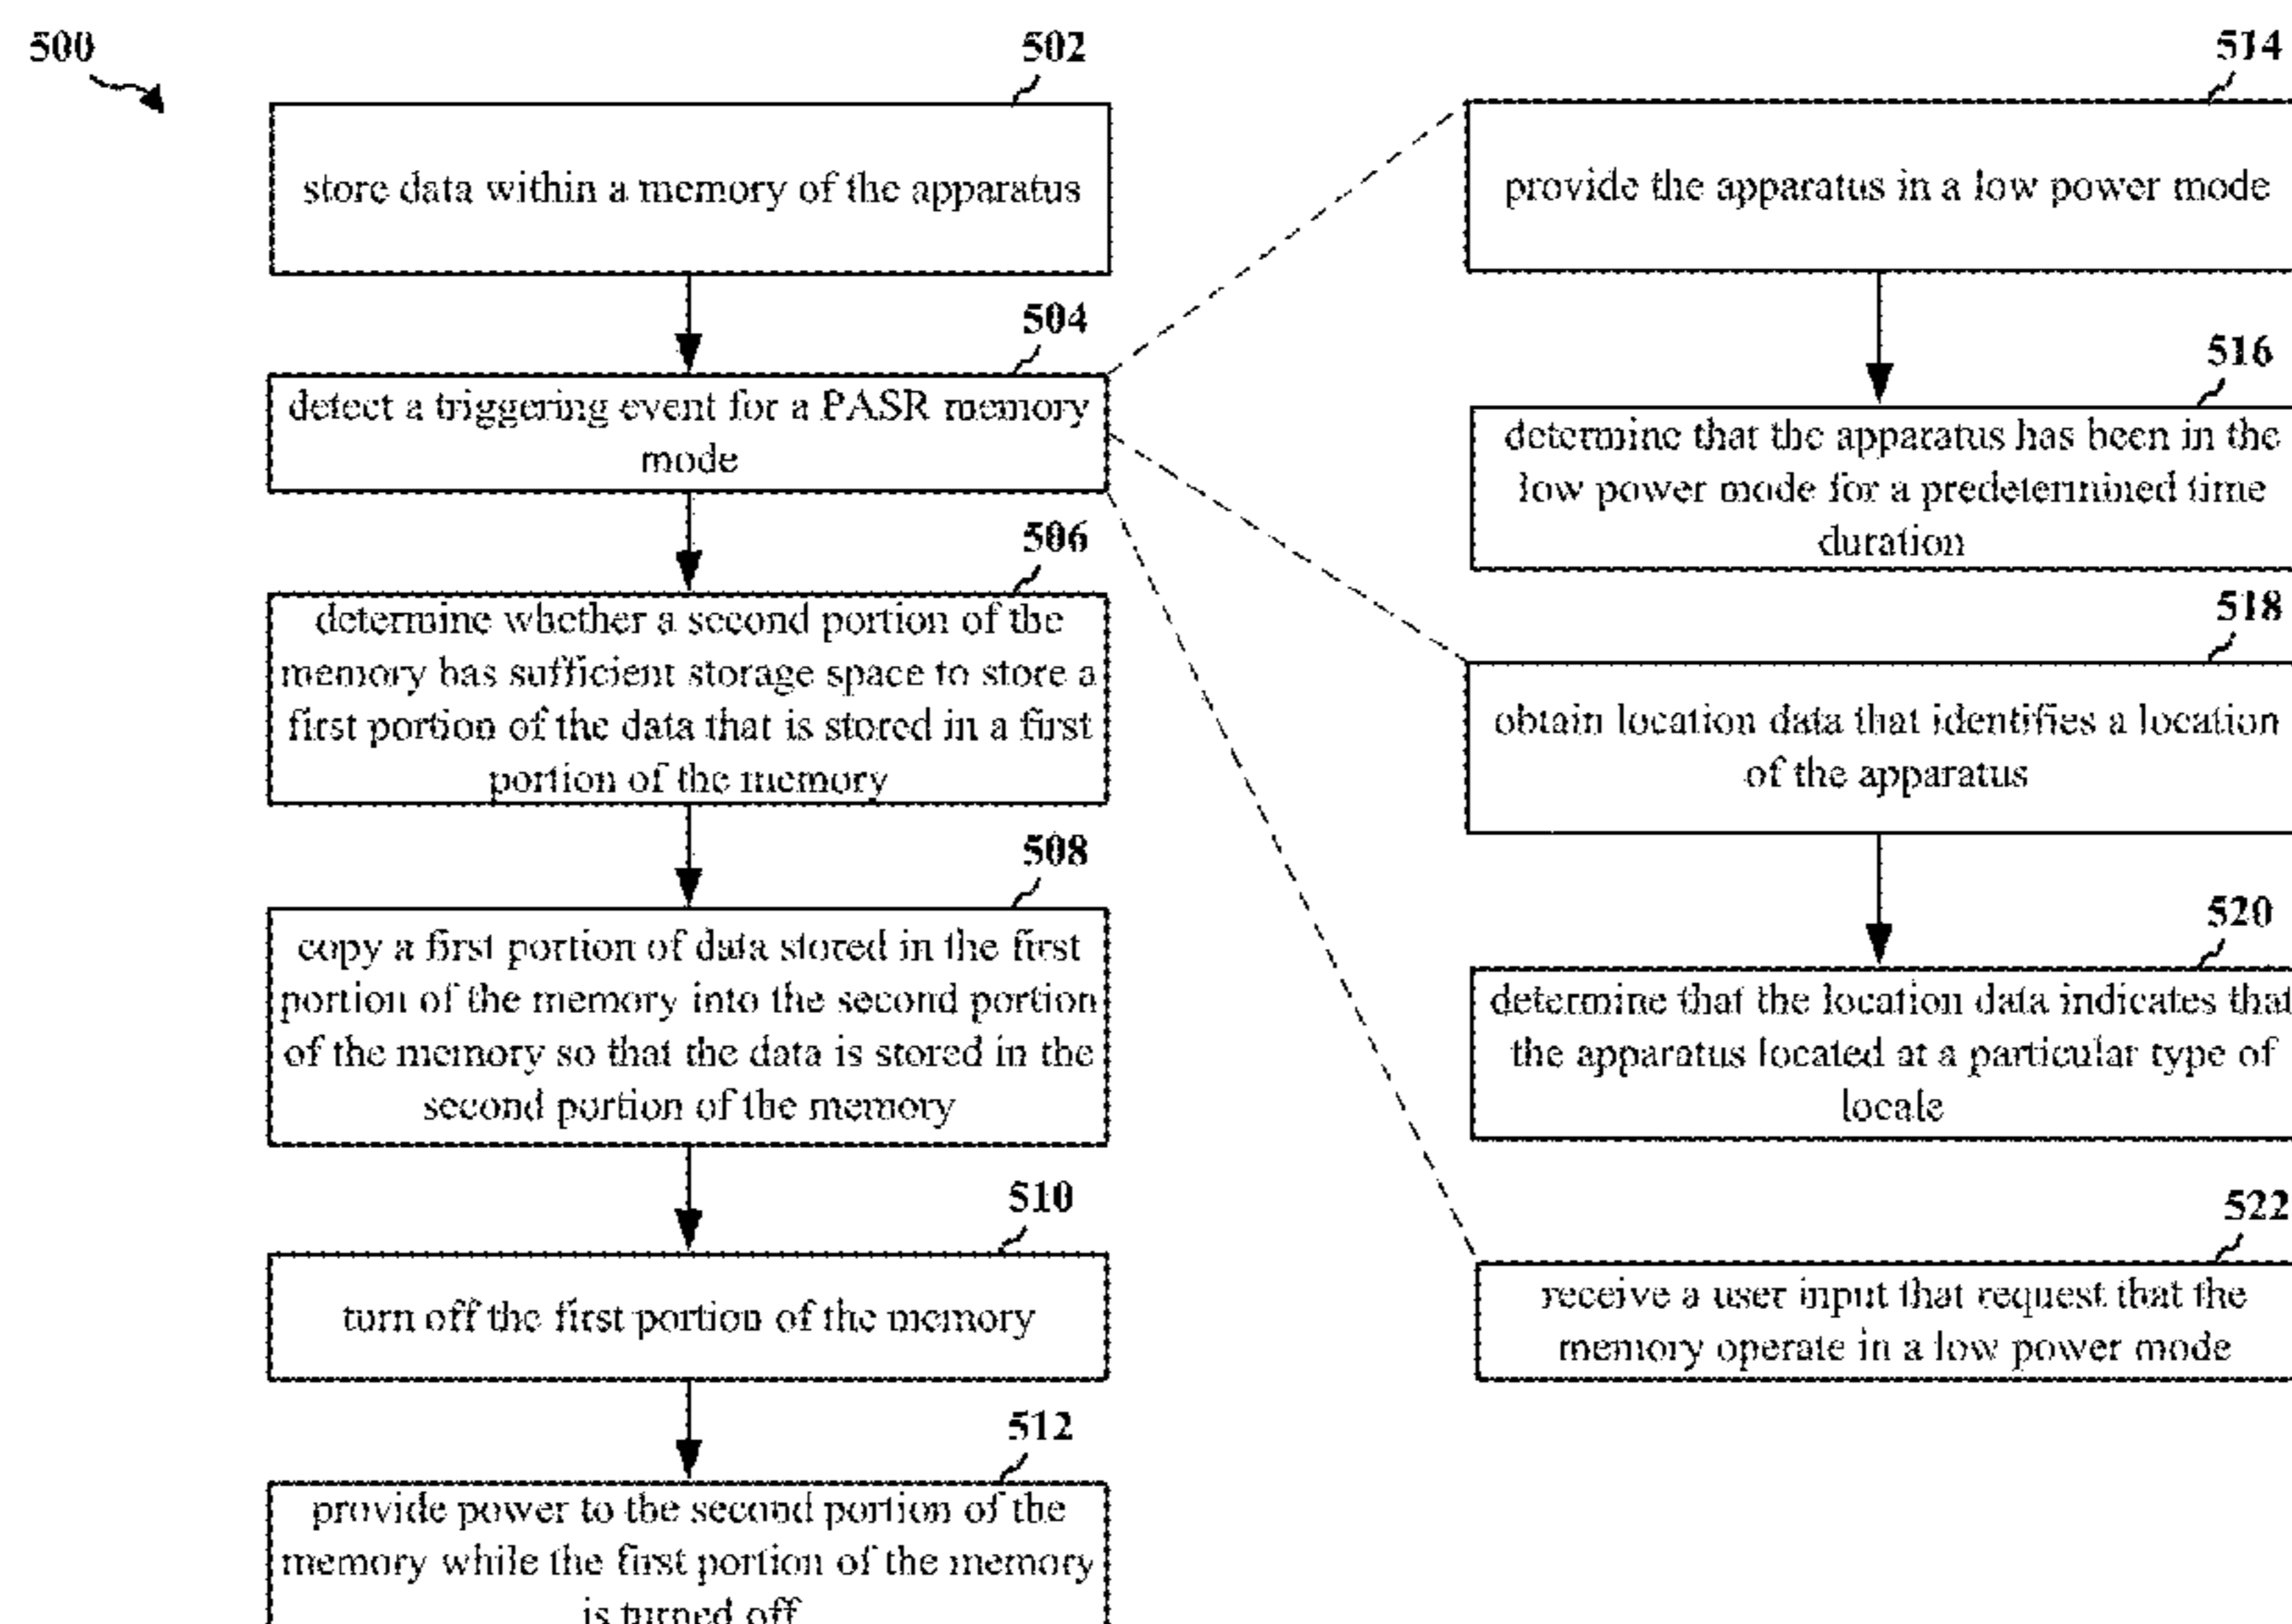 500
502
store data within a memory of the apparatus
504
detect a triggering event for a PASR memory
mode
506
determine whether a second portion of the
memory has sufficient storage space to store a
first portion of the data that is stored in a first
portion of the memory
508
copy a first portion of data stored in the first
portion of the memory into the second portion
of the memory so that the data is stored in the
second portion of the memory
510
turn off the first portion of the memory
512
provide power to the second portion of the
memory while the first portion of the memory
is turned off
514
provide the apparatus in a low power mode
516
determine that the apparatus has been in the
low power mode for a predetermined time
duration
518
obtain location data that identifies a location
of the apparatus
520
determine that the location data indicates that
the apparatus located at a particular type of
locale
522
receive a user input that request that the
memory operate in a low power mode